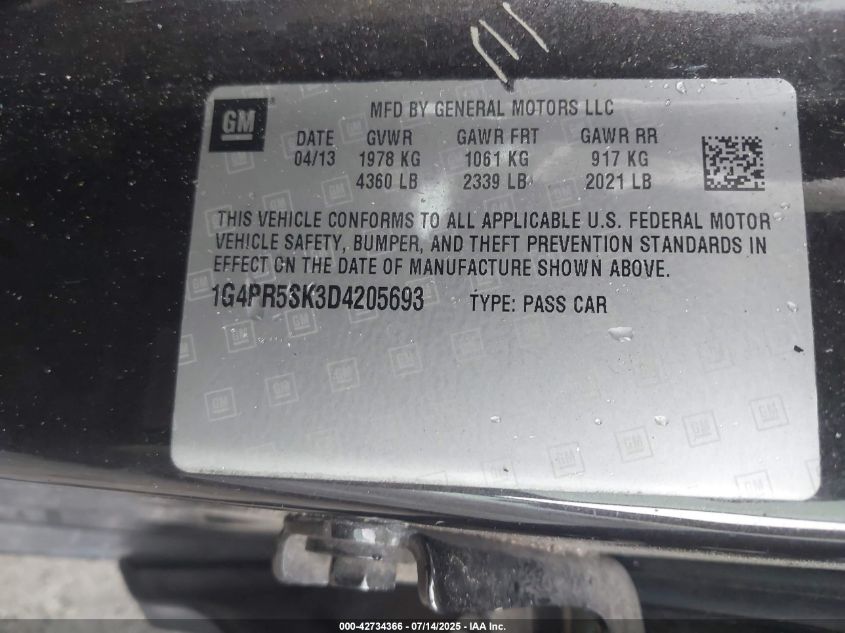 GM
MFD BY GENERAL MOTORS LLC
DATE GVWR GAWR FRT GAWR RR
04/13 1978 KG 1061 KG 917 KG
4360 LB 2339 LB 2021 LB
THIS VEHICLE CONFORMS TO ALL APPLICABLE U.S. FEDERAL MOTOR
VEHICLE SAFETY, BUMPER, AND THEFT PREVENTION STANDARDS IN
EFFECT ON THE DATE OF MANUFACTURE SHOWN ABOVE.
1G4PR5SK3D4205693 TYPE: PASS CAR
000-42734366 - 07/14/2025 - IAA Inc.